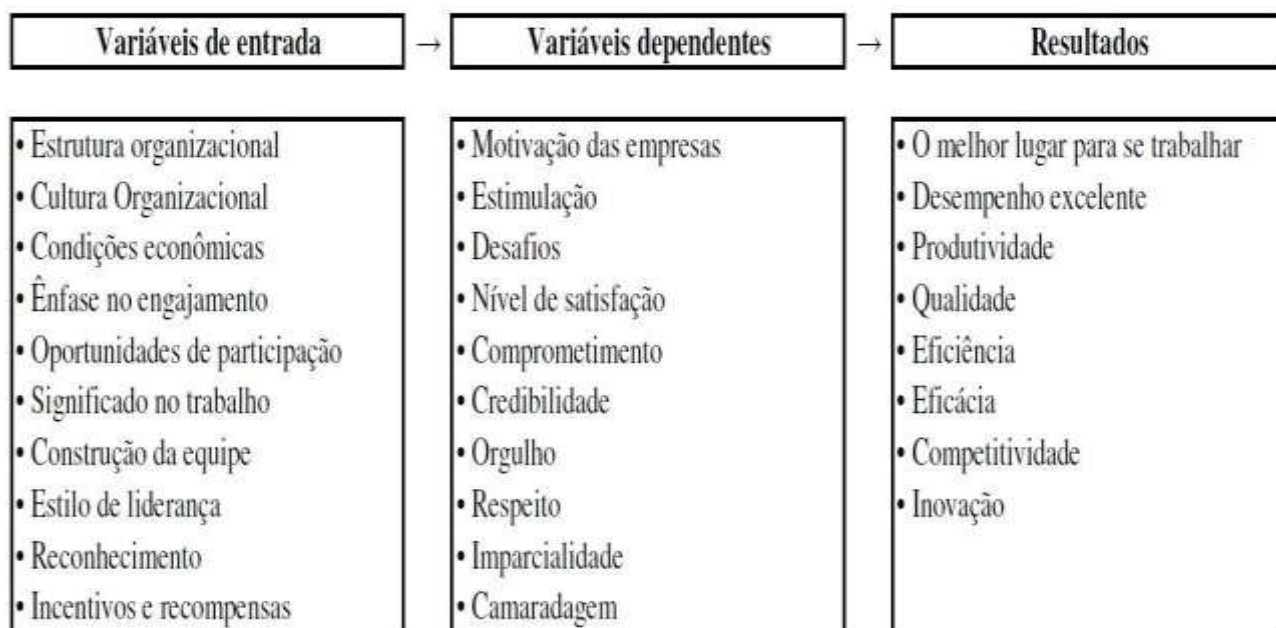 Variáveis de entrada → Variáveis dependentes → Resultados
• Estrutura organizacional
• Cultura Organizacional
• Condições econômicas
• Ênfase no engajamento
• Oportunidades de participação
• Significado no trabalho
• Construção da equipe
• Estilo de liderança
• Reconhecimento
• Incentivos e recompensas
• Motivação das empresas
• Estimulação
• Desafios
• Nível de satisfação
• Comprometimento
• Credibilidade
• Orgulho
• Respeito
• Imparcialidade
• Camaradagem
• O melhor lugar para se trabalhar
• Desempenho excelente
• Produtividade
• Qualidade
• Eficiência
• Eficácia
• Competitividade
• Inovação